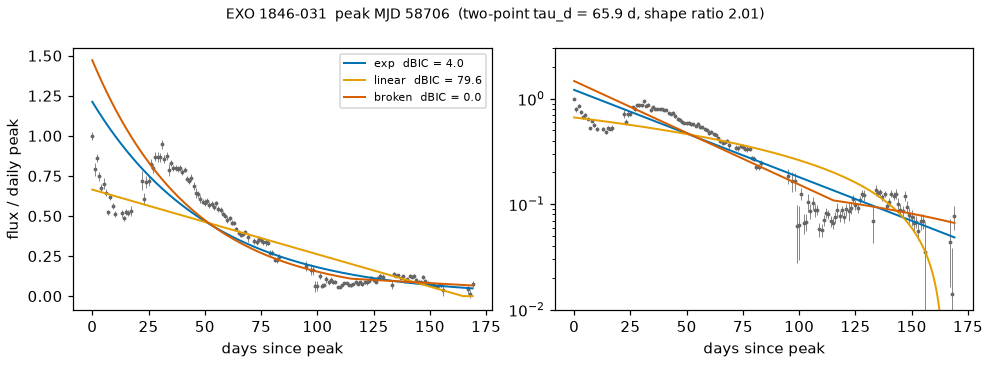 EXO 1846-031  peak MJD 58706  (two-point tau_d = 65.9 d, shape ratio 2.01)
exp  dBIC = 4.0
linear  dBIC = 79.6
broken  dBIC = 0.0
flux / daily peak
1.50
1.25
1.00
0.75
0.50
0.25
0.00
0 25 50 75 100 125 150 175
days since peak
10^0
10^-1
10^-2
0 25 50 75 100 125 150 175
days since peak